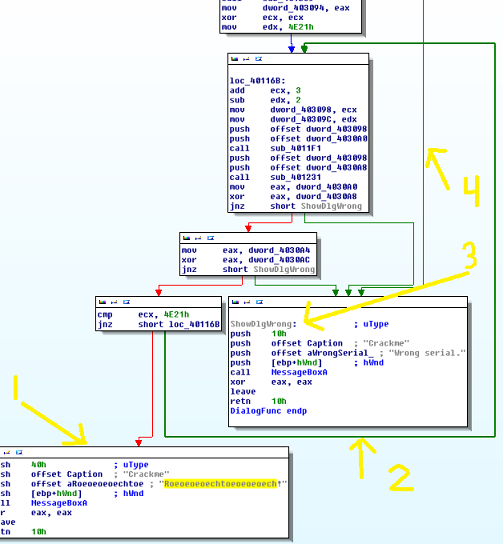 mov dword_403094, eax
xor ecx, ecx
mov edx, 4E21h
loc_40116B:
add ecx, 3
sub edx, 2
mov dword_403098, ecx
mov dword_40309C, edx
push offset dword_403098
push offset dword_4030A0
call sub_4011F1
push offset dword_403098
push offset dword_4030A8
call sub_401231
mov eax, dword_4030A0
xor eax, dword_4030A8
jnz short ShowDlgWrong
4
mov eax, dword_4030A4
xor eax, dword_4030AC
jnz short ShowDlgWrong
3
cmp ecx, 4E21h
jnz short loc_40116B
ShowDlgWrong: ; uType
push 10h
push offset Caption ; "Crackme"
push offset aWrongSerial_ ; "Wrong serial."
push [ebp+hWnd] ; hWnd
call MessageBoxA
xor eax, eax
leave
retn 10h
DialogFunc endp
1
2
sh 40h ; uType
sh offset Caption ; "Crackme"
sh offset aRoeoeoeoechtoe ; "Roeoeoeoechtoeoeoeoech!"
sh [ebp+hWnd] ; hWnd
ll MessageBoxA
r eax, eax
ave
tn 10h